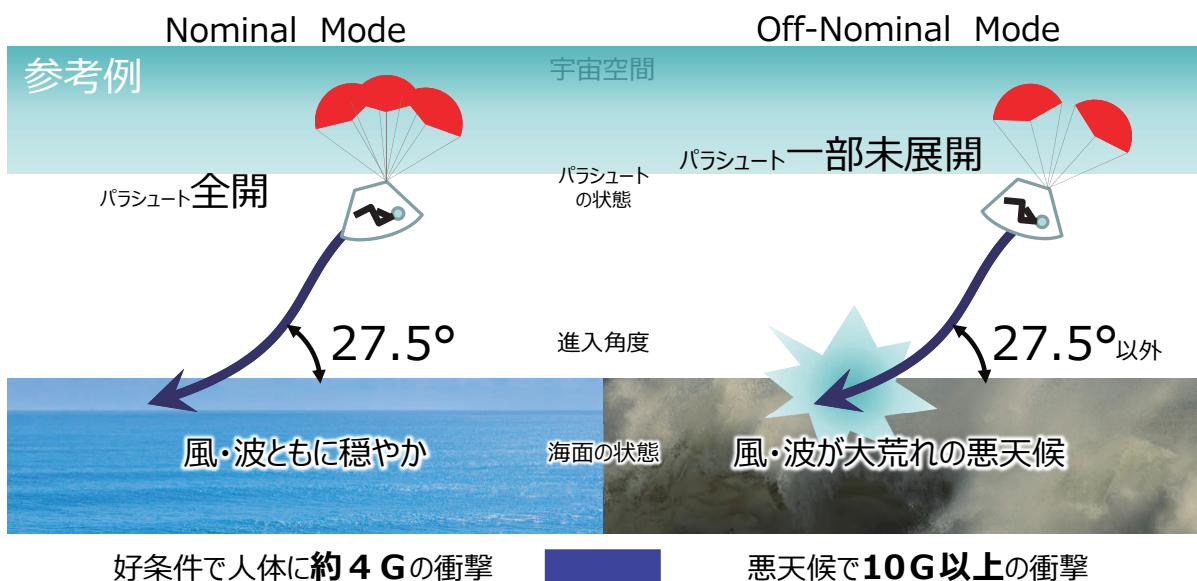 Nominal Mode
Off-Nominal Mode
参考例
宇宙空間
パラシュート全開
パラシュート
の状態
パラシュート一部未展開
27.5°
進入角度
27.5°以外
風・波ともに穏やか
海面の状態
風・波が大荒れの悪天候
好条件で人体に約４Gの衝撃
悪天候で10G以上の衝撃